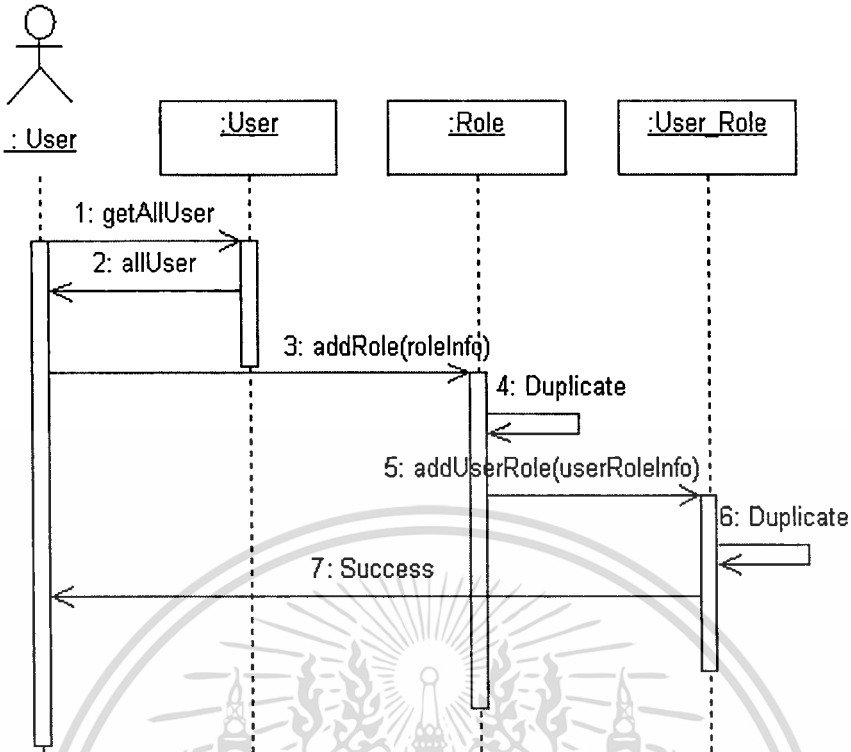 : User
:User
:Role
:User_Role
1: getAllUser
2: allUser
3: addRole(roleInfo)
4: Duplicate
5: addUserRole(userRoleInfo)
6: Duplicate
7: Success